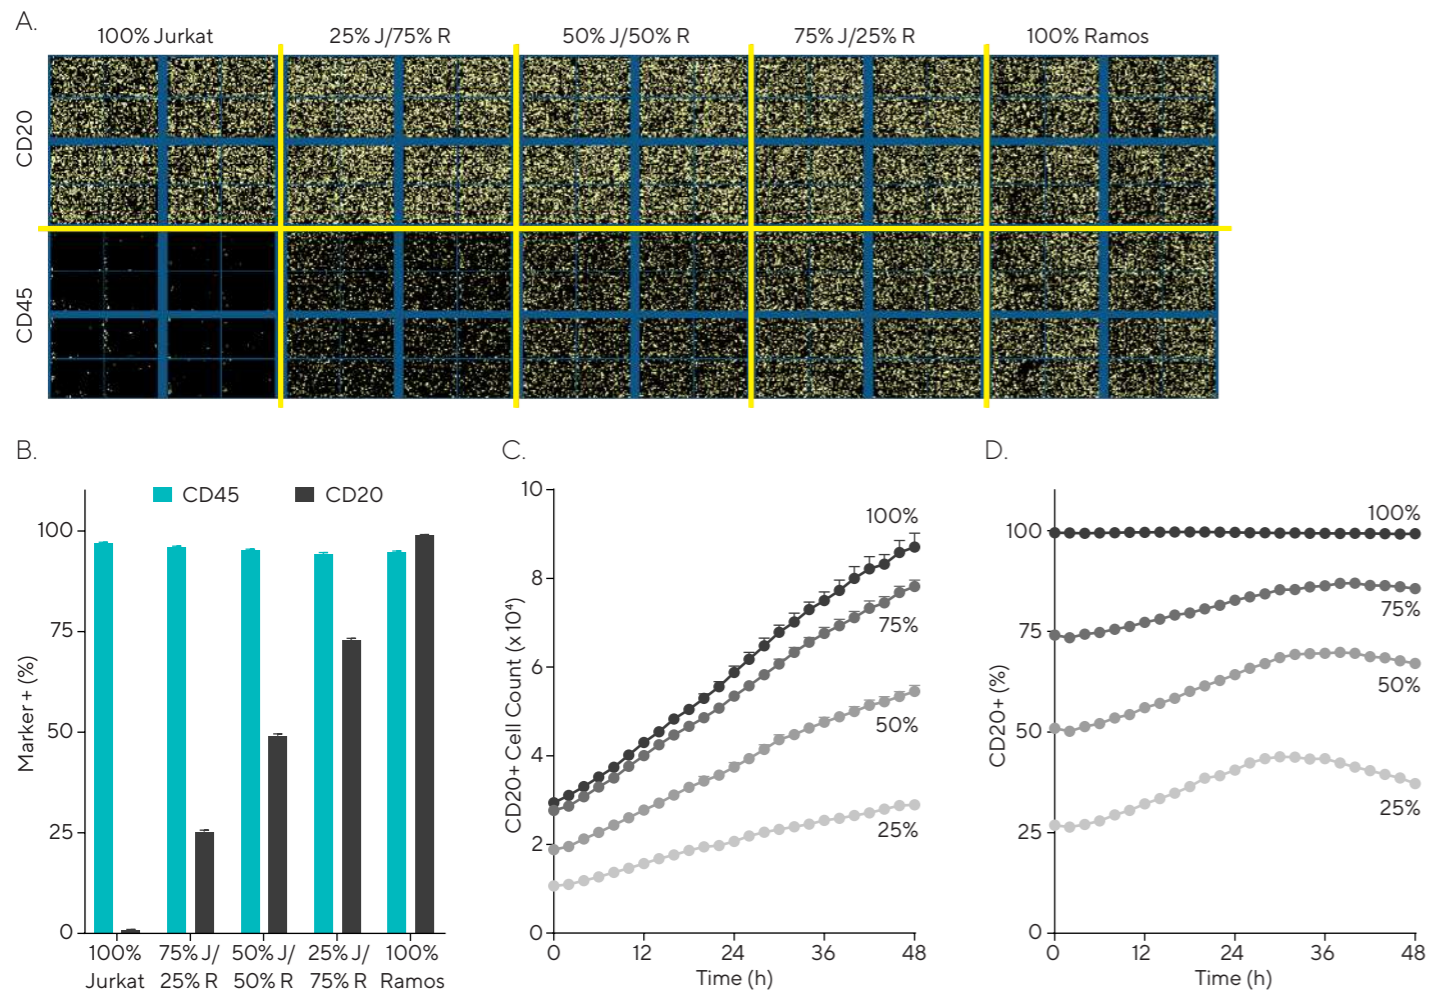 A.
100% Jurkat 25% J/75% R 50% J/50% R 75% J/25% R 100% Ramos
CD20
CD45
B.
CD45 CD20
Marker + (%)
100
75
50
25
0
100% Jurkat
75% J/ 25% R
50% J/ 50% R
25% J/ 75% R
100% Ramos
C.
CD20+ Cell Count (x 10⁴)
10
8
6
4
2
0
100%
75%
50%
25%
0 12 24 36 48
Time (h)
D.
CD20+ (%)
100
75
50
25
0
100%
75%
50%
25%
0 12 24 36 48
Time (h)